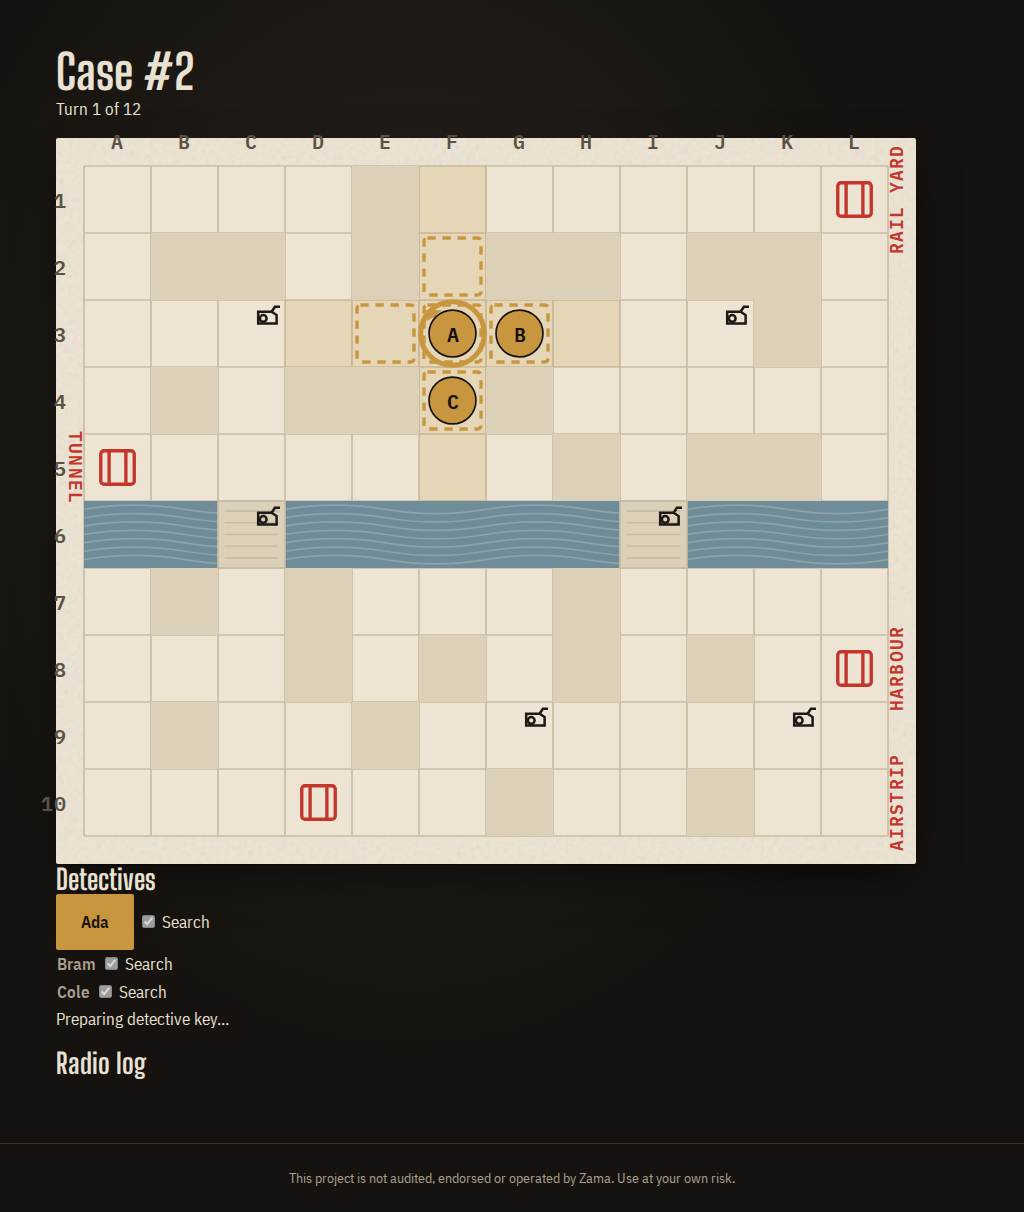 Case #2
Turn 1 of 12
A B C D E F G H I J K L
RAIL YARD
1
2
3 A B
4 C
TUNNEL
5
6
7
8
HARBOUR
9
AIRSTRIP
10
Detectives
Ada Search
Bram Search
Cole Search
Preparing detective key...
Radio log
This project is not audited, endorsed or operated by Zama. Use at your own risk.